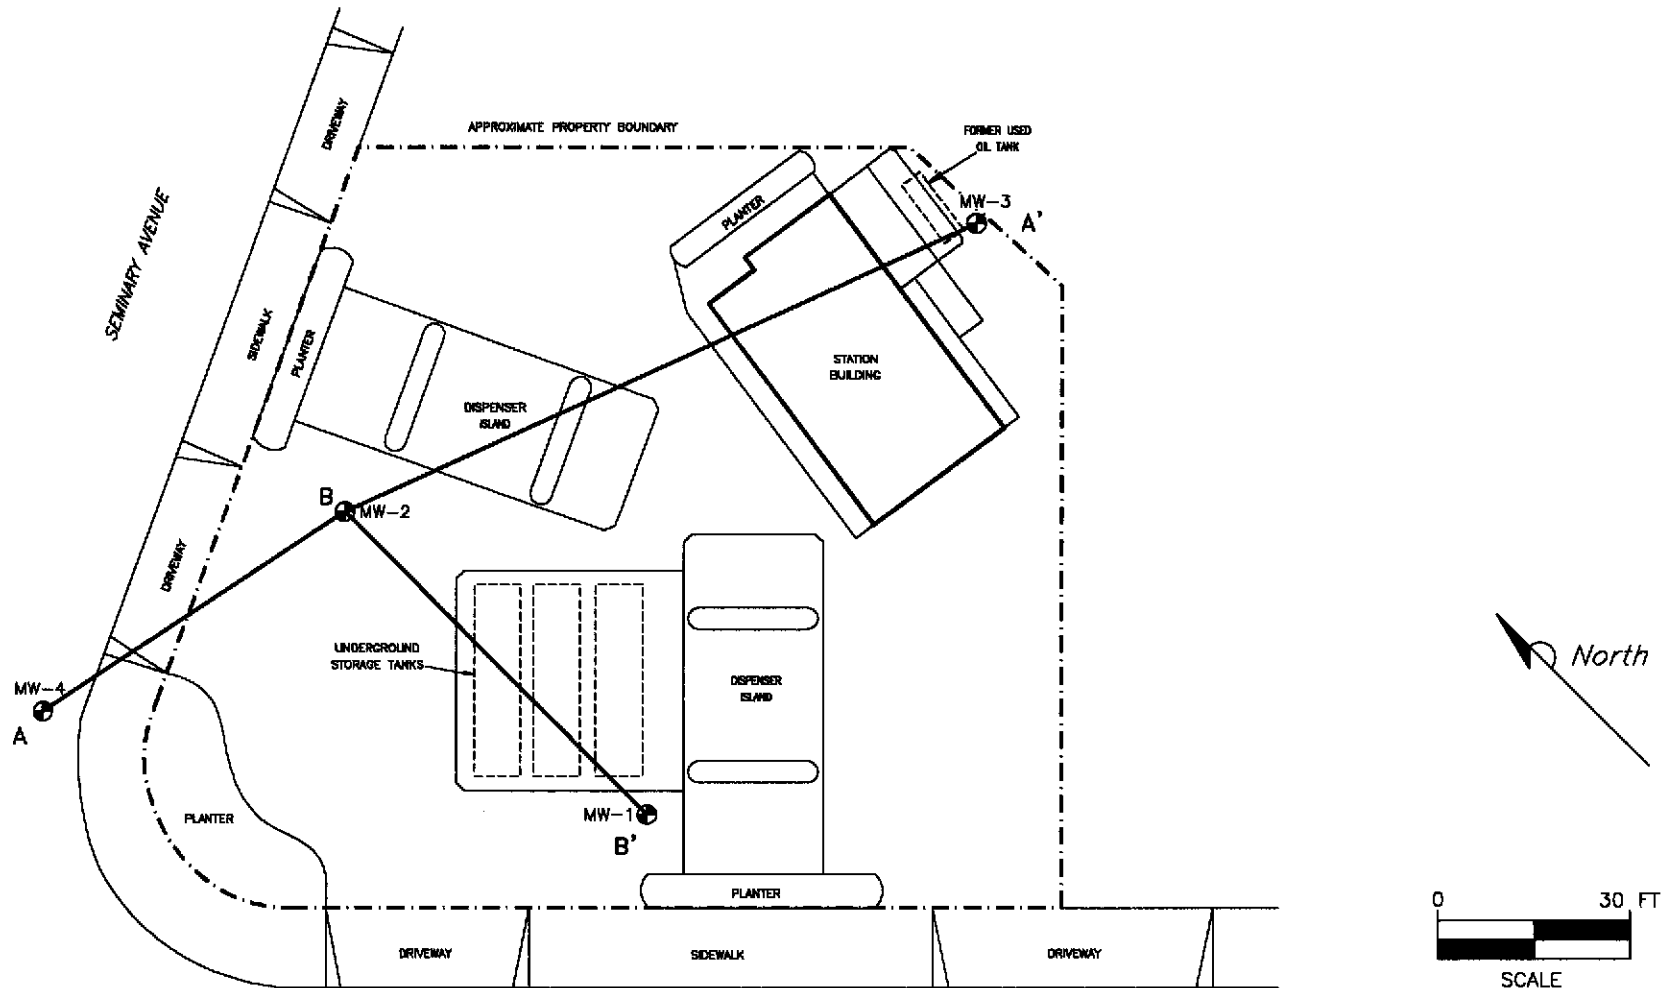 DRIVEWAY
APPROXIMATE PROPERTY BOUNDARY
FORMER USED
OIL TANK
SEMINARY AVENUE
MW-3
A'
PLANTER
SIDEWALK
PLANTER
STATION
BUILDING
DISPENSER
ISLAND
B
MW-2
DRIVEWAY
UNDERGROUND
STORAGE TANKS
North
DISPENSER
ISLAND
MW-4
A
PLANTER
MW-1
B'
PLANTER
0 30 FT
DRIVEWAY
SIDEWALK
DRIVEWAY
SCALE